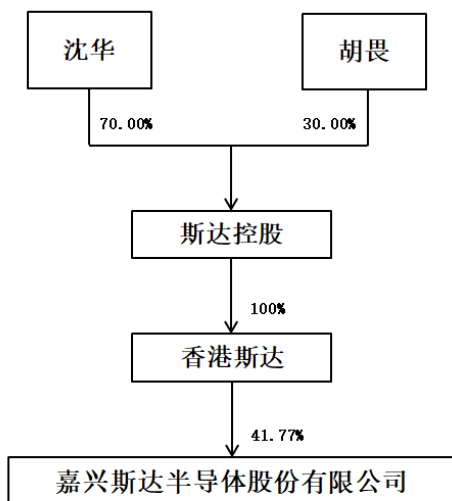 沈华
胡畏
70.00%
30.00%
斯达控股
100%
香港斯达
41.77%
嘉兴斯达半导体股份有限公司